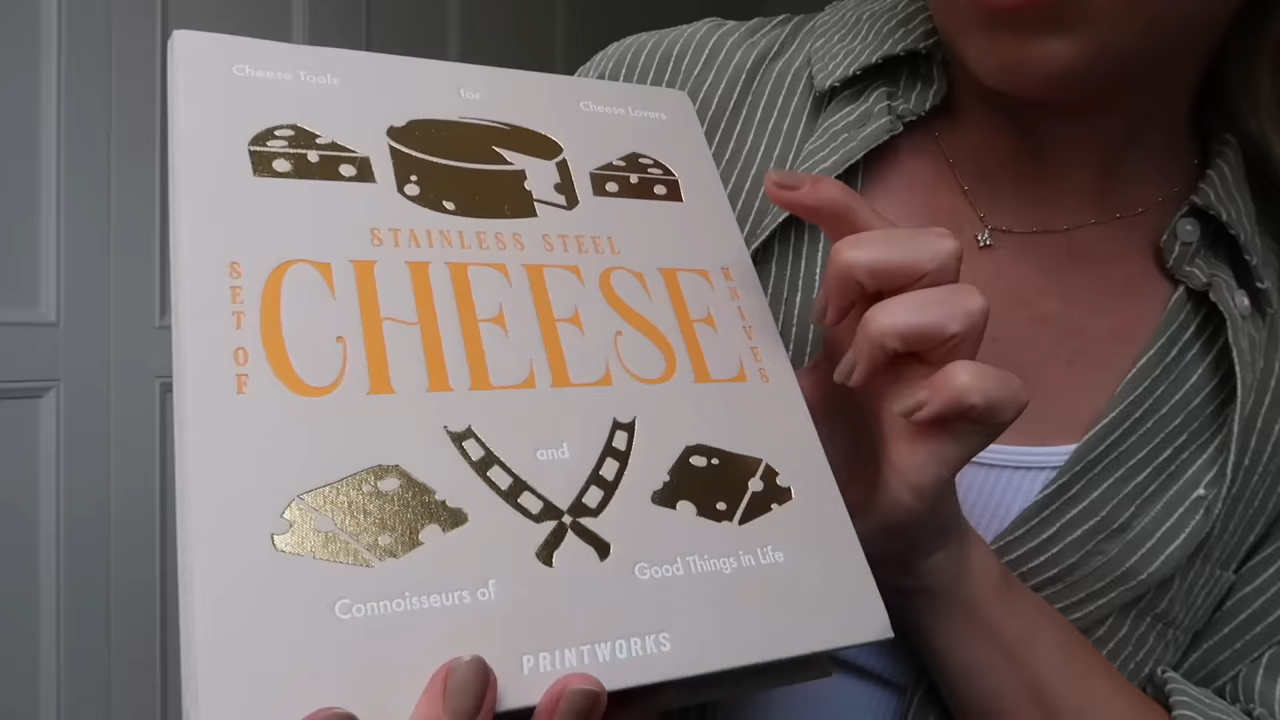 Cheese Tools
for
Cheese Lovers
STAINLESS STEEL
SET OF
CHEESE
KNIVES
and
Connoisseurs of
Good Things in Life
PRINTWORKS